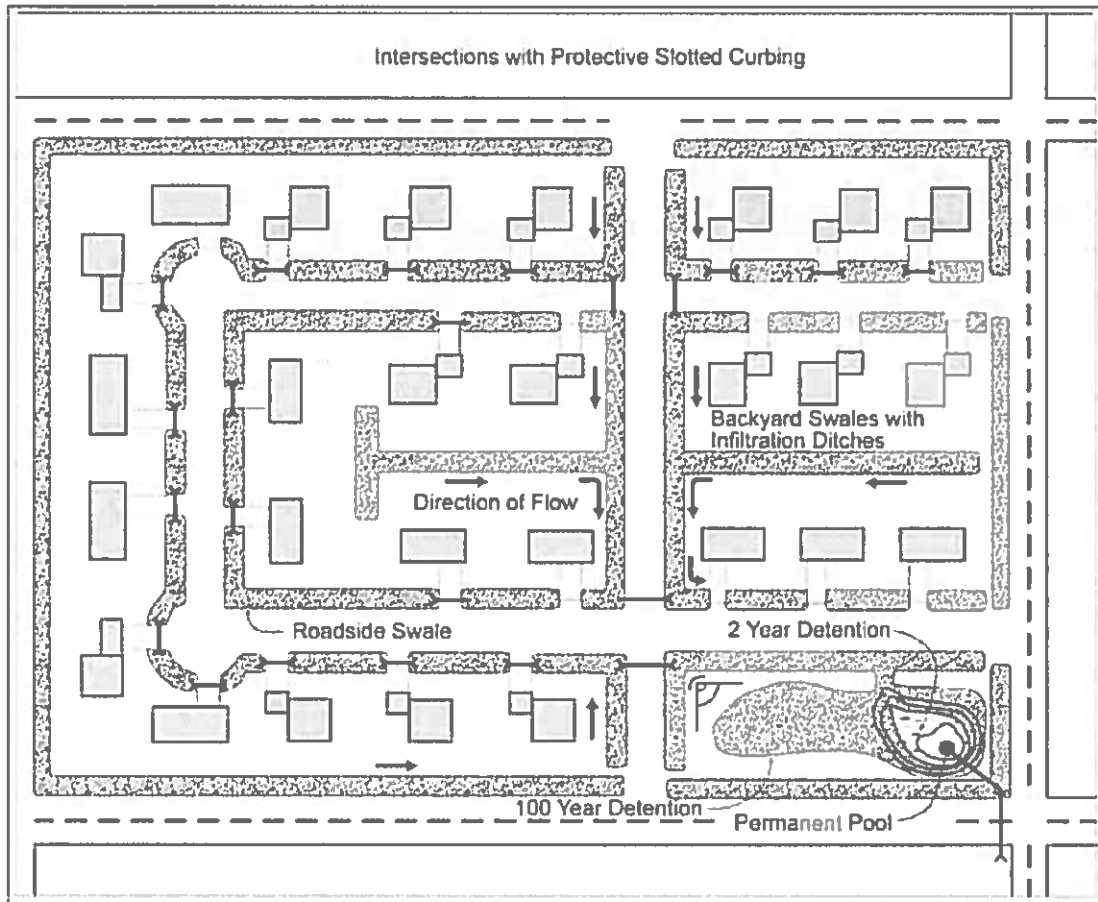 Intersections with Protective Slotted Curbing
Backyard Swales with
Infiltration Ditches
Direction of Flow
Roadside Swale
2 Year Detention
100 Year Detention
Permanent Pool